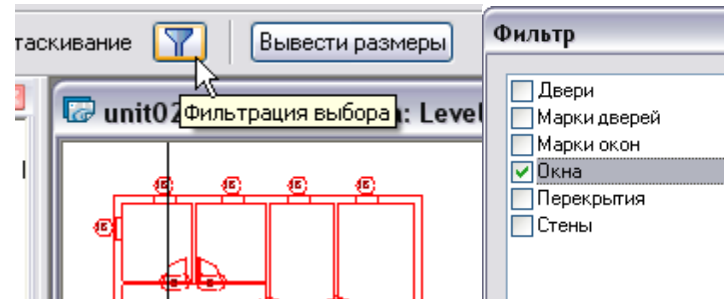 таскивание
Вывести размеры
unit02
Фильтрация выбора
: Level
Фильтр
Двери
Марки дверей
Марки окон
Окна
Перекрытия
Стены